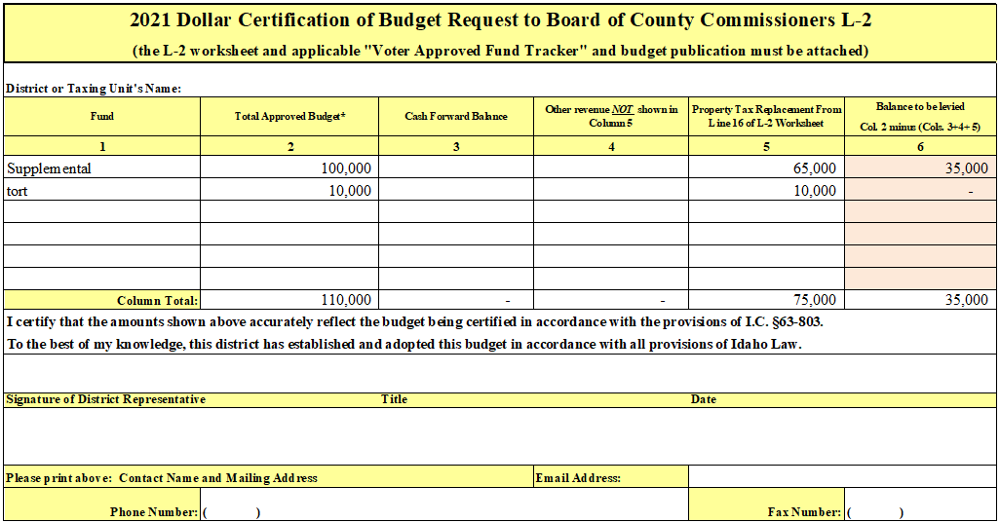 2021 Dollar Certification of Budget Request to Board of County Commissioners L-2
(the L-2 worksheet and applicable "Voter Approved Fund Tracker" and budget publication must be attached)
District or Taxing Unit's Name:
Fund Total Approved Budget* Cash Forward Balance Other revenue NOT shown in Column 5 Property Tax Replacement From Line 16 of L-2 Worksheet Balance to be levied Col. 2 minus (Cols. 3+4+5)
1 2 3 4 5 6
Supplemental 100,000 65,000 35,000
tort 10,000 10,000 -
Column Total: 110,000 - - 75,000 35,000
I certify that the amounts shown above accurately reflect the budget being certified in accordance with the provisions of I.C. §63-803.
To the best of my knowledge, this district has established and adopted this budget in accordance with all provisions of Idaho Law.
Signature of District Representative Title Date
Please print above: Contact Name and Mailing Address Email Address:
Phone Number: ( ) Fax Number: ( )